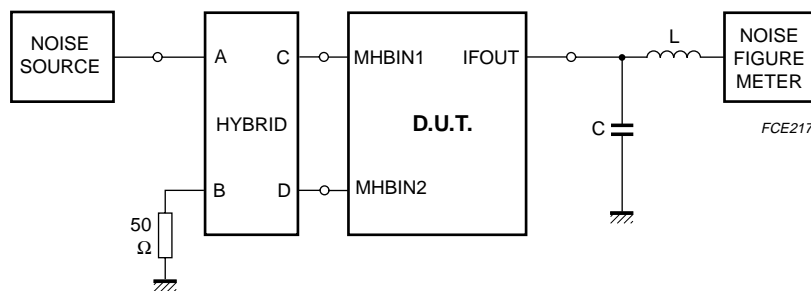 NOISE
SOURCE
A
C
MHBIN1
IFOUT
L
NOISE
FIGURE
METER
HYBRID
D.U.T.
C
FCE217
B
D
MHBIN2
50
Ω